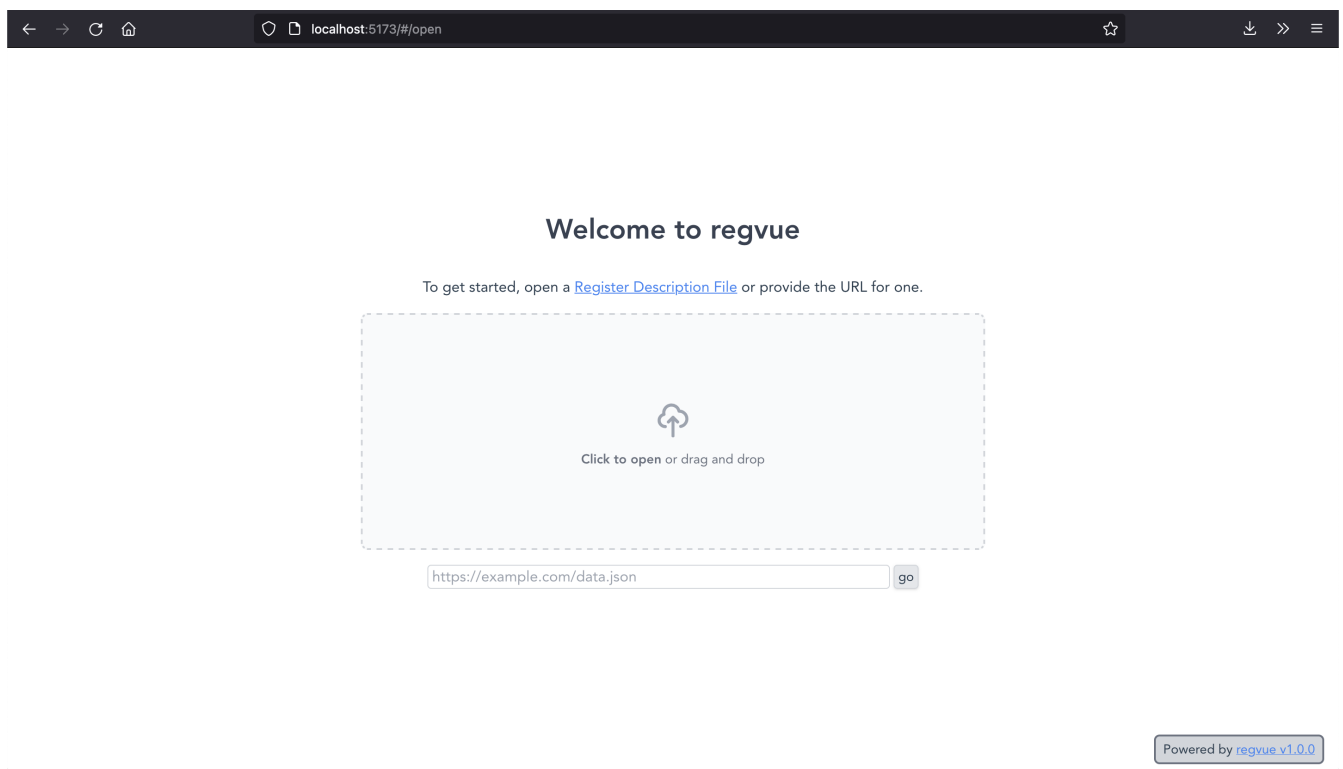 localhost:5173/#/open
Welcome to regvue
To get started, open a Register Description File or provide the URL for one.
Click to open or drag and drop
https://example.com/data.json
go
Powered by regvue v1.0.0